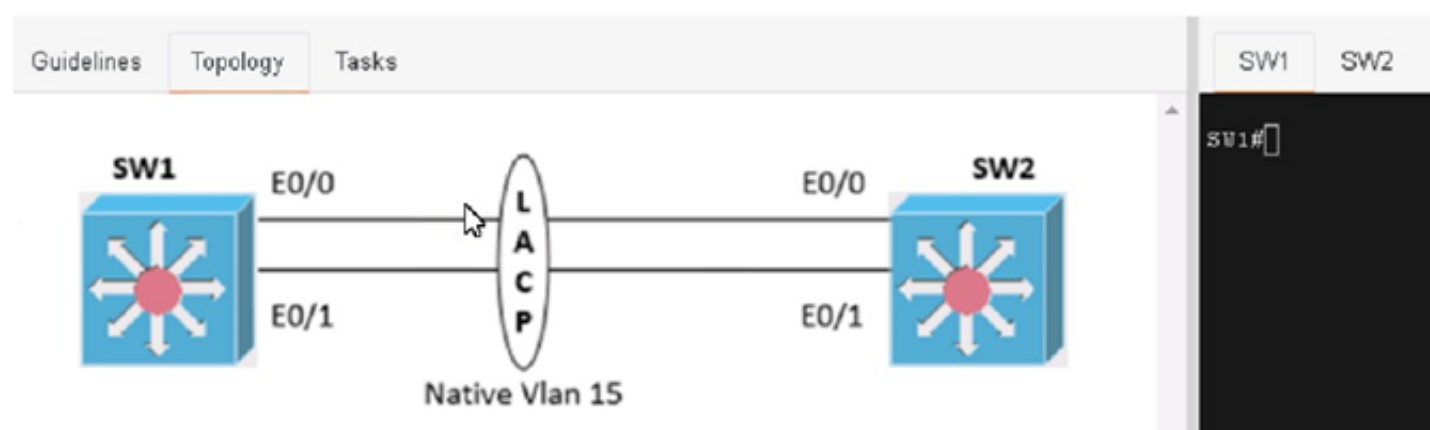 Guidelines Topology Tasks
SW1 SW2
SW1#
SW1 SW2
E0/0 E0/0
L
A
C
P
E0/1 E0/1
Native Vlan 15